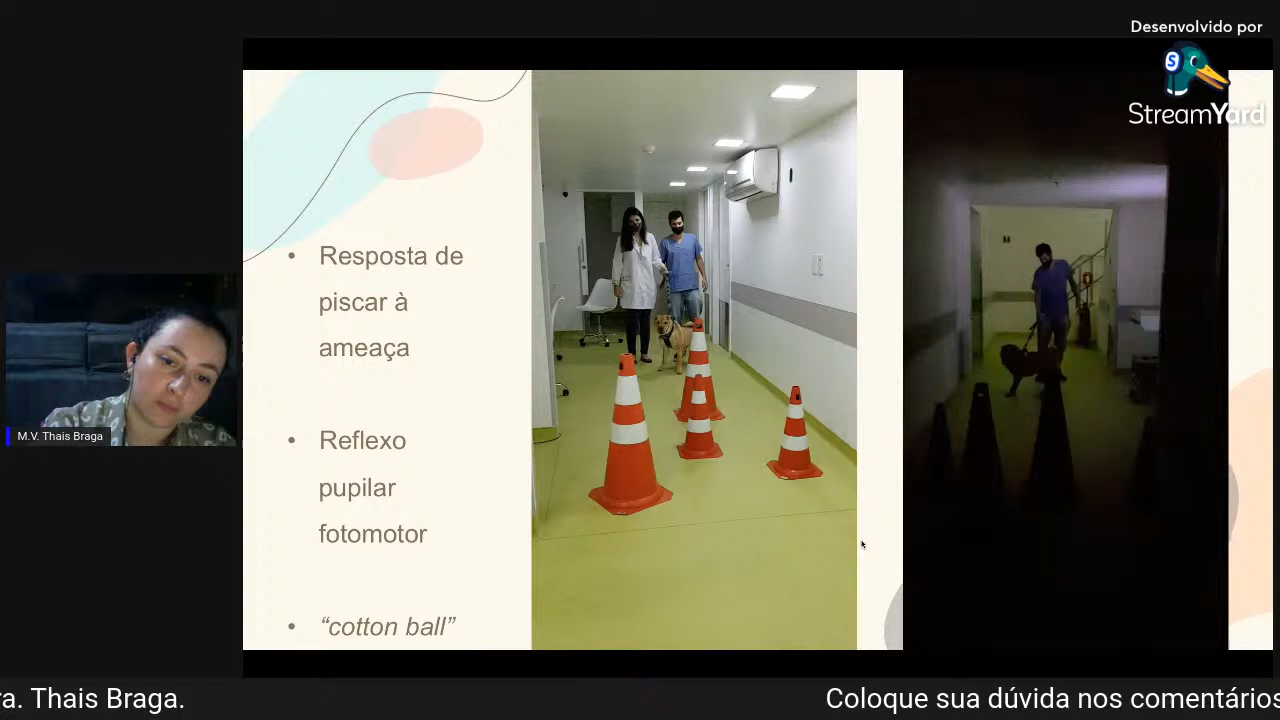 Desenvolvido por
StreamYard
• Resposta de
piscar à
ameaça
• Reflexo
pupilar
fotomotor
• “cotton ball”
M.V. Thais Braga
ra. Thais Braga.
Coloque sua dúvida nos comentários